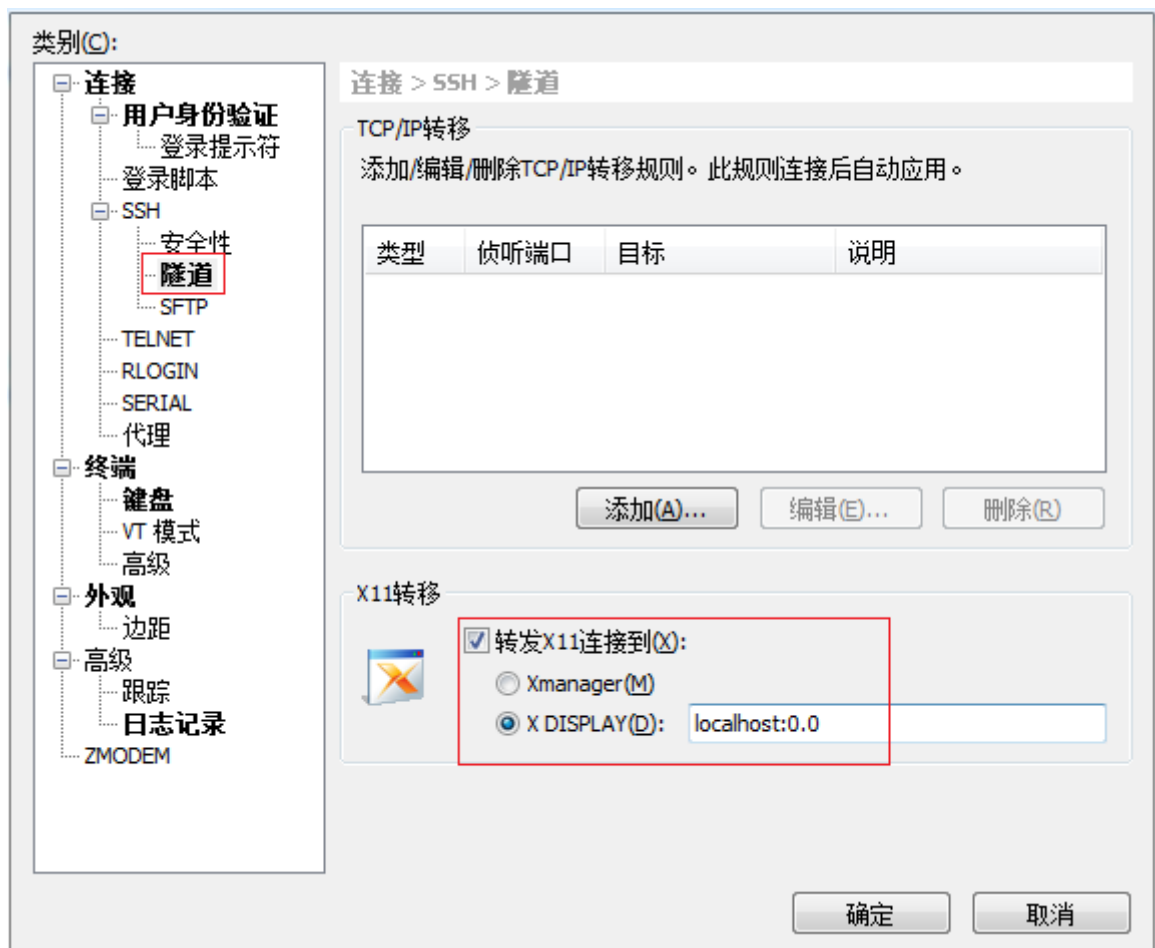 类别(C):
连接
用户身份验证
登录提示符
登录脚本
SSH
安全性
隧道
SFTP
TELNET
RLOGIN
SERIAL
代理
终端
键盘
VT 模式
高级
外观
边距
高级
跟踪
日志记录
ZMODEM
连接 > SSH > 隧道
TCP/IP转移
添加/编辑/删除TCP/IP转移规则。此规则连接后自动应用。
类型 侦听端口 目标 说明
添加(A)... 编辑(E)... 删除(R)
X11转移
转发X11连接到(X):
Xmanager(M)
X DISPLAY(D): localhost:0.0
确定 取消